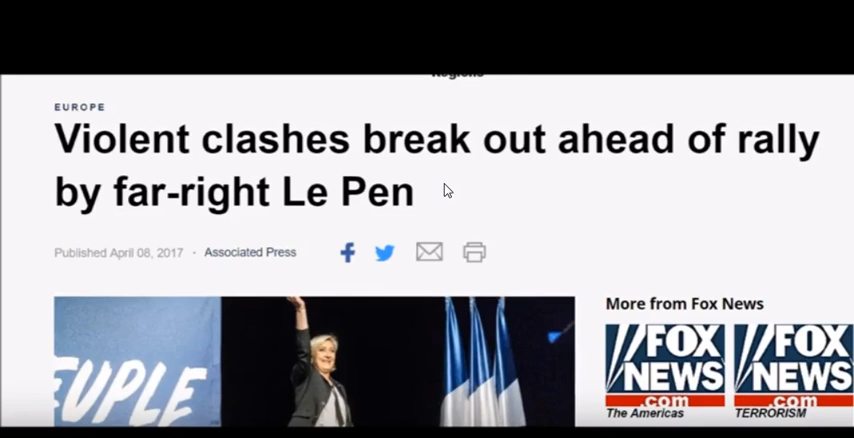 Regions
EUROPE
Violent clashes break out ahead of rally
by far-right Le Pen
Published April 08, 2017 · Associated Press
More from Fox News
EUPLE
FOX
NEWS
.com
The Americas
FOX
NEWS
.com
TERRORISM